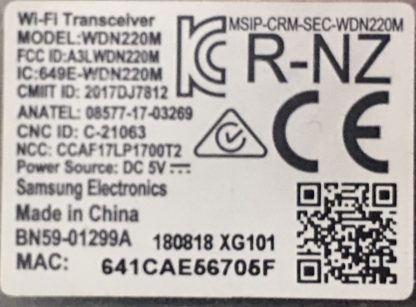 Wi-Fi Transceiver
MODEL:WDN220M
FCC ID:A3LWDN220M
IC:649E-WDN220M
CMIIT ID: 2017DJ7812
ANATEL: 08577-17-03269
CNC ID: C-21063
NCC: CCAF17LP1700T2
Power Source: DC 5V
Samsung Electronics
Made in China
BN59-01299A 180818 XG101
MAC: 641CAE56705F
MSIP-CRM-SEC-WDN220M
R-NZ
CE